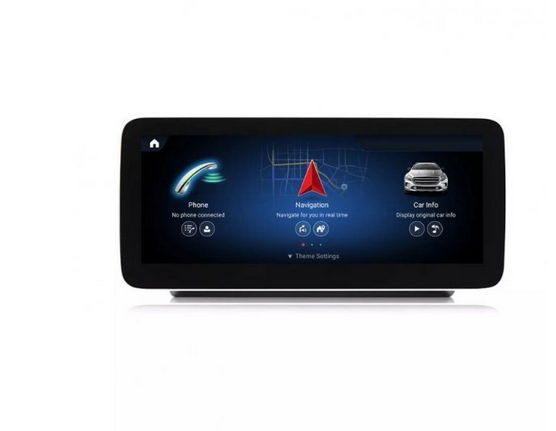 Phone
No phone connected
Navigation
Navigate for you in real time
Car Info
Display original car info
Theme Settings